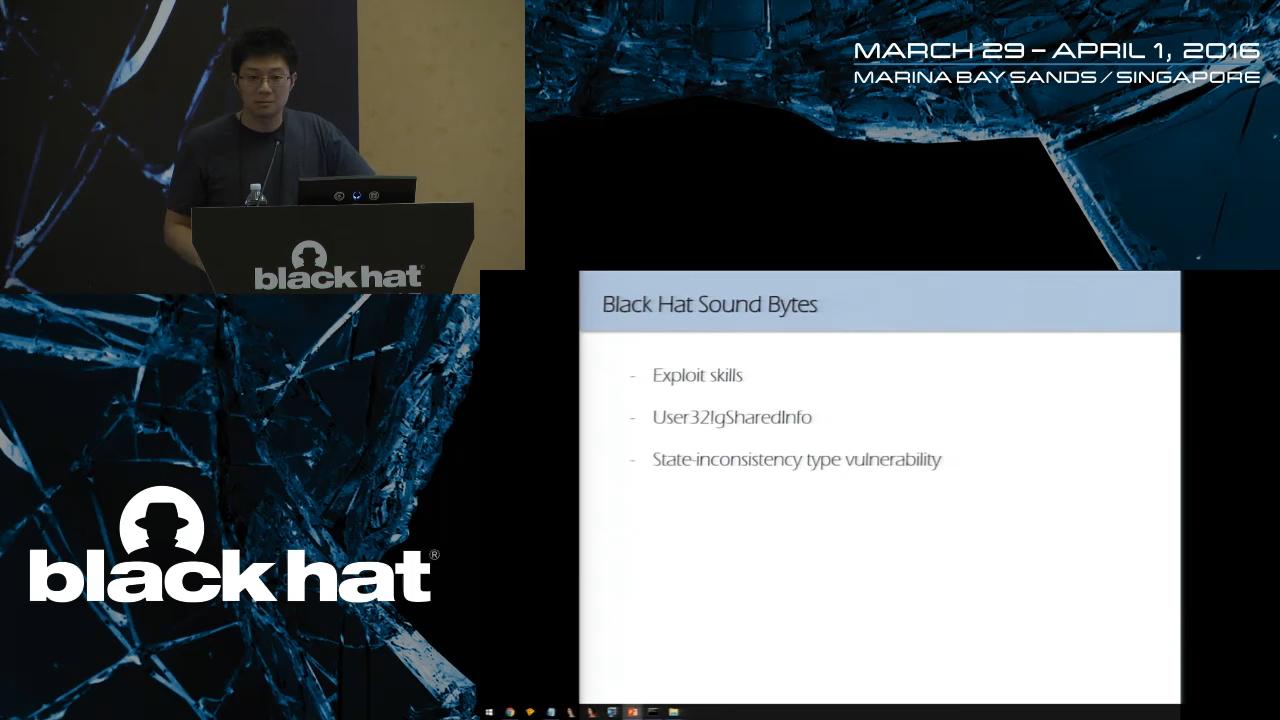 MARCH 29 – APRIL 1, 2016
MARINA BAY SANDS / SINGAPORE
black hat
Black Hat Sound Bytes
- Exploit skills
- User32!gSharedInfo
- State-inconsistency type vulnerability
black hat®